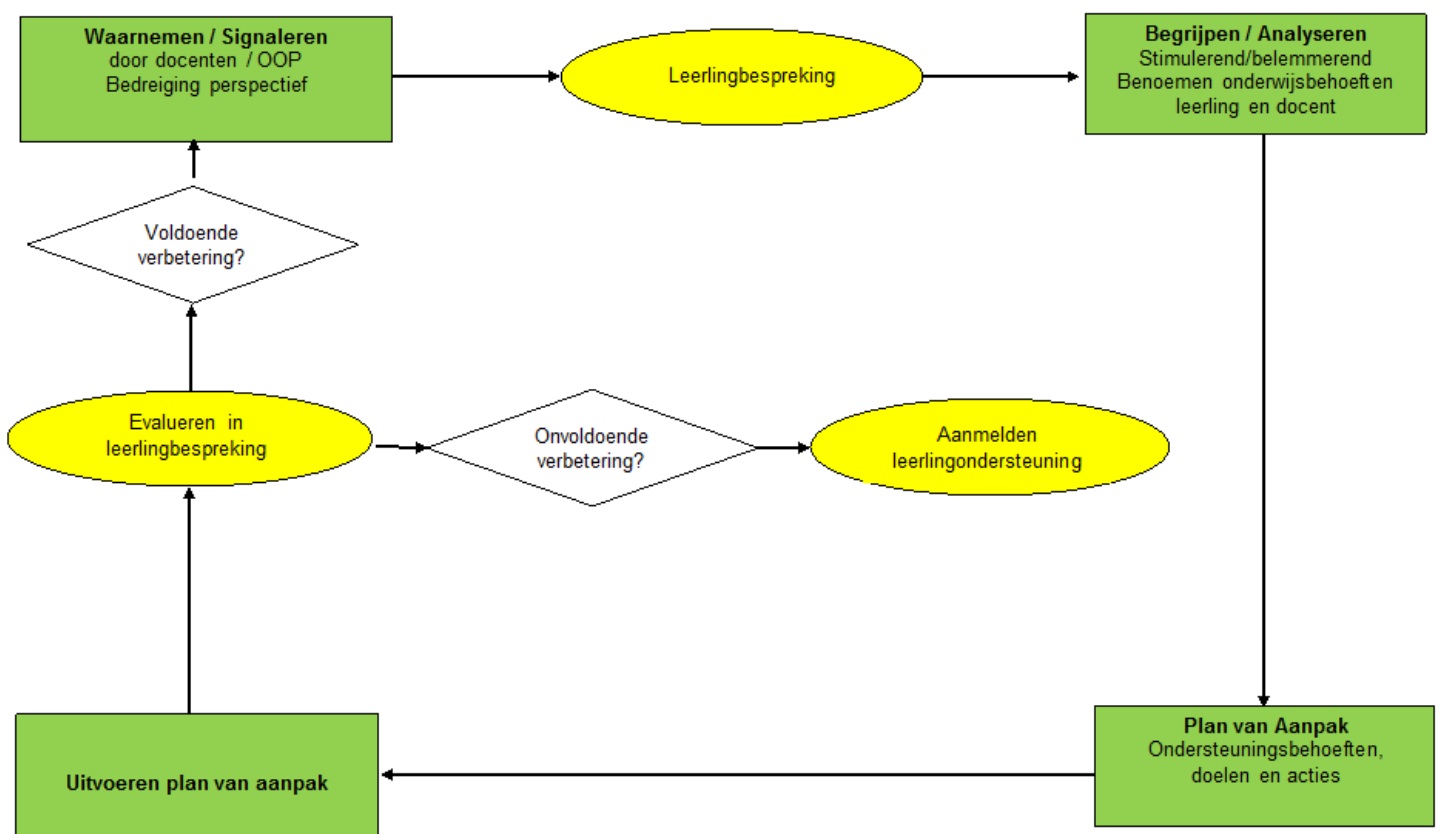 Waarnemen / Signaleren
door docenten / OOP
Bedreiging perspectief
Leerlingbespreking
Begrijpen / Analyseren
Stimulerend/belemmerend
Benoemen onderwijsbehoeften
leerling en docent
Voldoende
verbetering?
Evalueren in
leerlingbespreking
Onvoldoende
verbetering?
Aanmelden
leerlingondersteuning
Uitvoeren plan van aanpak
Plan van Aanpak
Ondersteuningsbehoeften,
doelen en acties